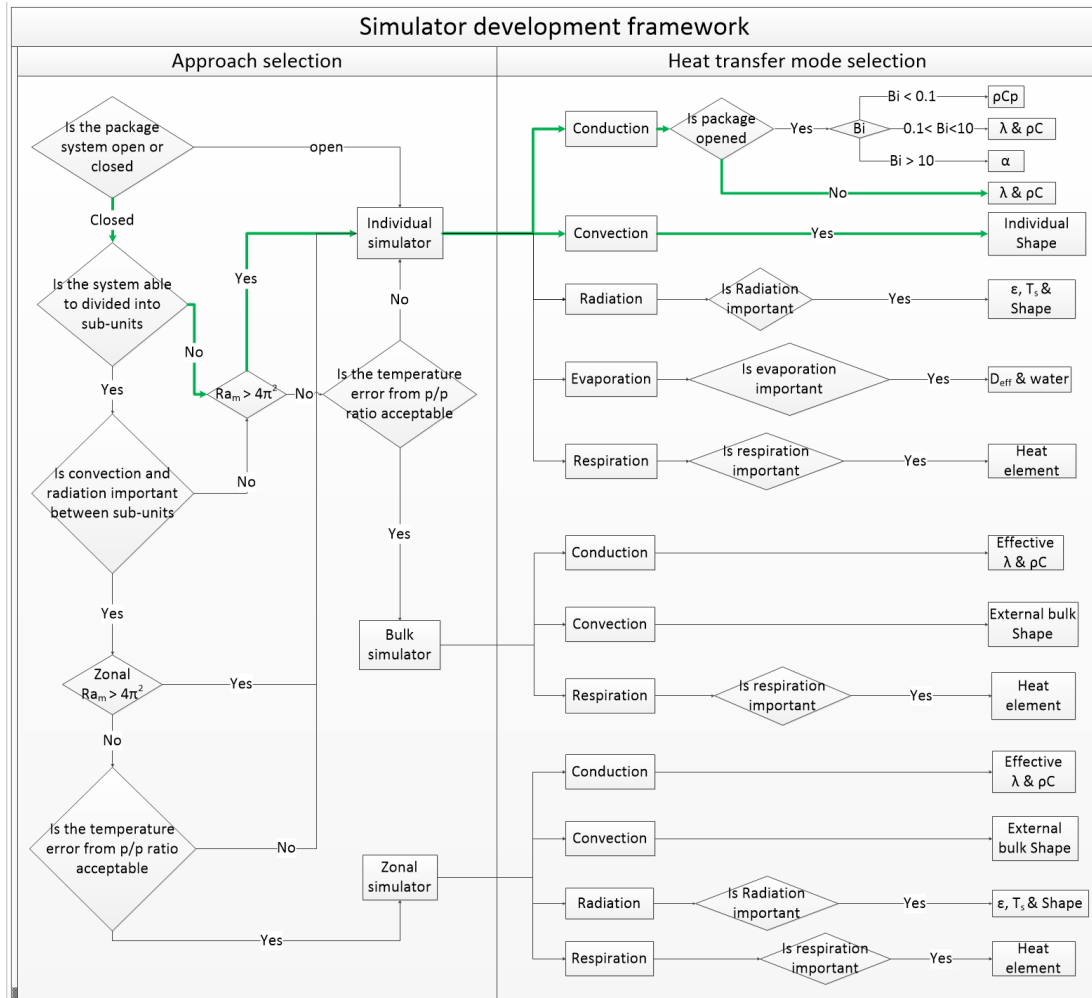 Simulator development framework
Approach selection
Heat transfer mode selection
Is the package
system open or
closed
open
Closed
Is the system able
to divided into
sub-units
No
Yes
Is convection and
radiation important
between sub-units
No
Yes
Zonal
Raₘ > 4π²
Yes
No
Is the temperature
error from p/p ratio
acceptable
No
Yes
Raₘ > 4π²
Yes
No
Individual
simulator
No
Is the temperature
error from p/p
ratio acceptable
Yes
Bulk
simulator
Zonal
simulator
Conduction
Is package
opened
Yes
Bi
Bi < 0.1
ρCp
0.1< Bi<10
λ & ρC
Bi > 10
α
No
λ & ρC
Convection
Yes
Individual
Shape
Radiation
Is Radiation
important
Yes
ε, Tₛ &
Shape
Evaporation
Is evaporation
important
Yes
D_eff & water
Respiration
Is respiration
important
Yes
Heat
element
Conduction
Effective
λ & ρC
Convection
External bulk
Shape
Respiration
Is respiration
important
Yes
Heat
element
Conduction
Effective
λ & ρC
Convection
External
bulk Shape
Radiation
Is Radiation
important
Yes
ε, Tₛ & Shape
Respiration
Is respiration
important
Yes
Heat
element